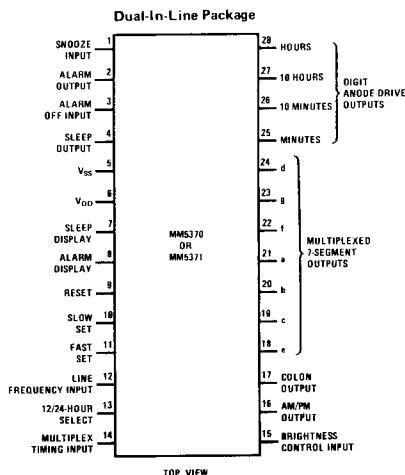 Dual-In-Line Package
SNOOZE
INPUT
1
ALARM
OUTPUT
2
ALARM
OFF INPUT
3
SLEEP
OUTPUT
4
VSS
5
VDD
6
SLEEP
DISPLAY
7
ALARM
DISPLAY
8
RESET
9
SLOW
SET
10
FAST
SET
11
LINE
FREQUENCY INPUT
12
12/24-HOUR
SELECT
13
MULTIPLEX
TIMING INPUT
14
MM5370
OR
MM5371
28 HOURS
27 10 HOURS
26 10 MINUTES
25 MINUTES
DIGIT
ANODE-DRIVE
OUTPUTS
24 d
23 g
22 f
21 a
20 b
19 c
18 e
MULTIPLEXED
7-SEGMENT
OUTPUTS
17 COLON
OUTPUT
16 AM/PM
OUTPUT
15 BRIGHTNESS
CONTROL INPUT
TOP VIEW